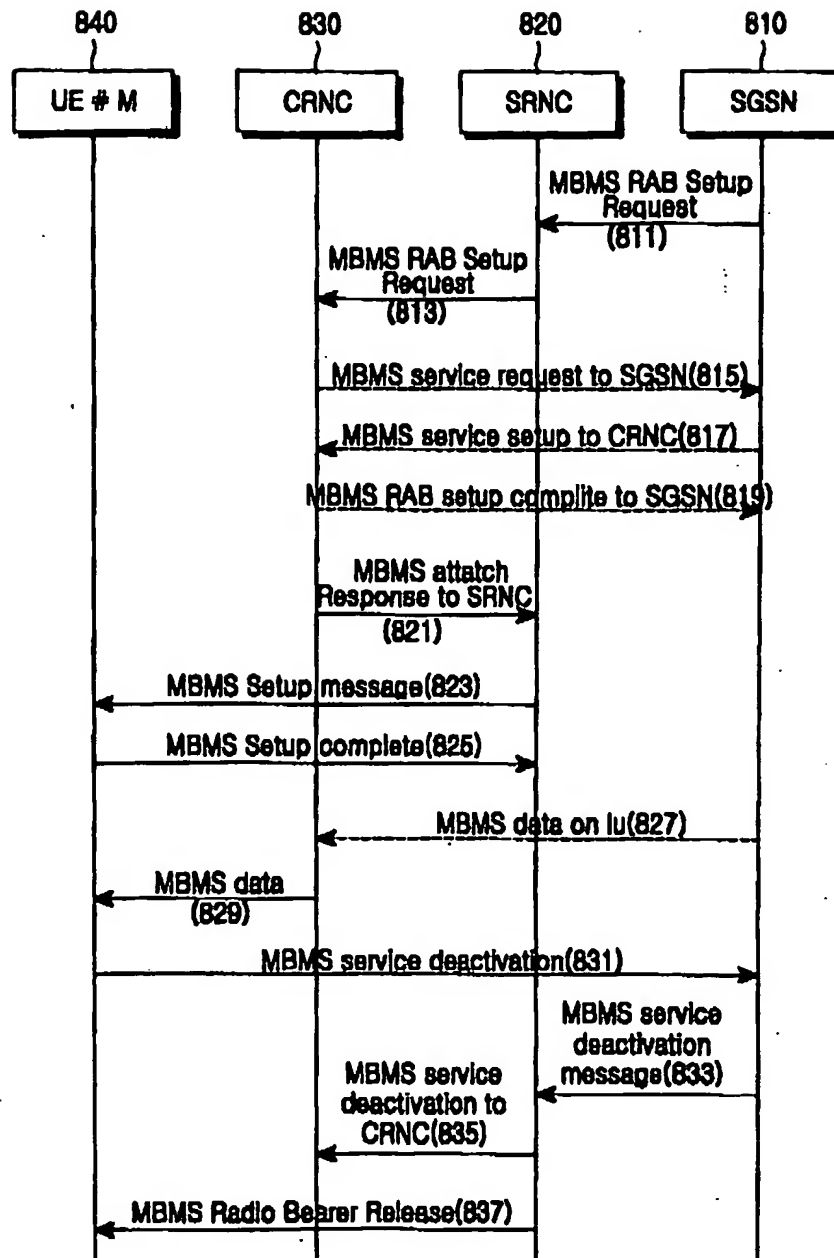 840 830 820 810
UE # M CRNC SRNC SGSN
MBMS RAB Setup
Request
(811)
MBMS RAB Setup
Request
(813)
MBMS service request to SGSN(815)
MBMS service setup to CRNC(817)
MBMS RAB setup complite to SGSN(819)
MBMS attatch
Response to SRNC
(821)
MBMS Setup message(823)
MBMS Setup complete(825)
MBMS data on Iu(827)
MBMS data
(829)
MBMS service deactivation(831)
MBMS service
deactivation
message(833)
MBMS service
deactivation to
CRNC(835)
MBMS Radio Bearer Release(837)